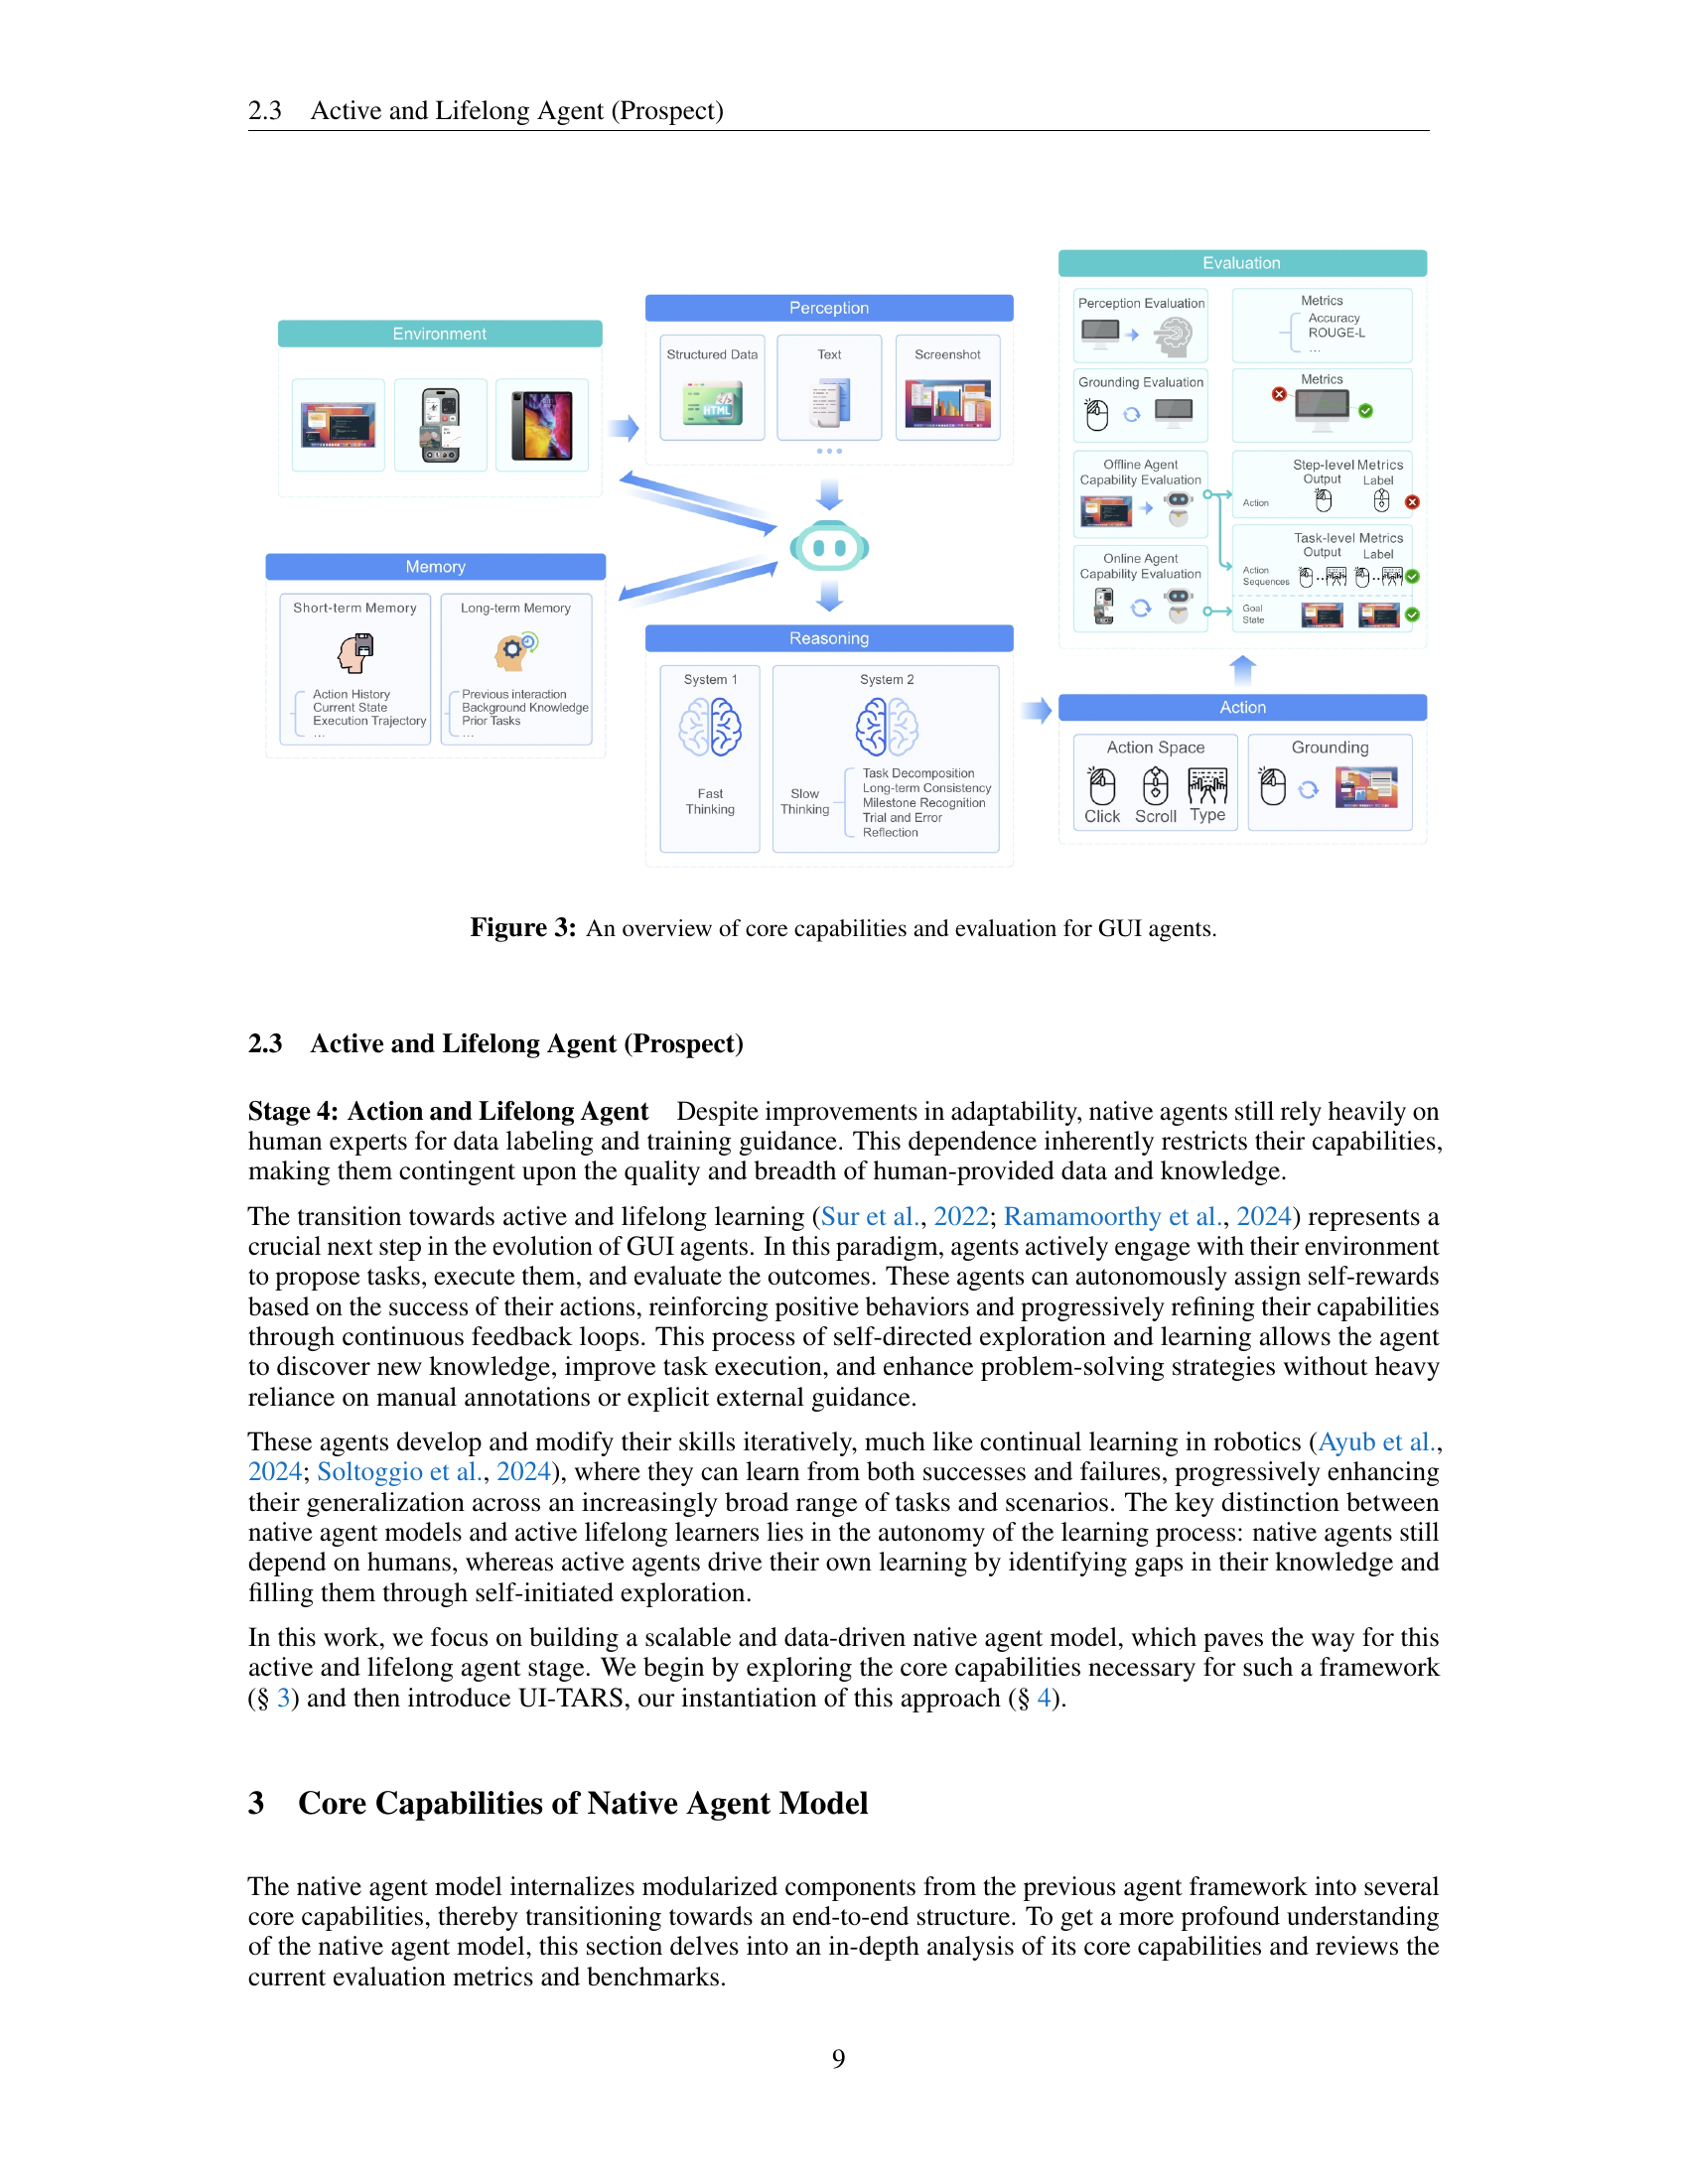 2.3 Active and Lifelong Agent (Prospect)
Environment
Memory
Short-term Memory
Action History
Current State
Execution Trajectory
...
Long-term Memory
Previous interaction
Background Knowledge
Prior Tasks
...
Perception
Structured Data
HTML
Text
Screenshot
...
Reasoning
System 1
Fast
Thinking
System 2
Slow
Thinking
Task Decomposition
Long-term Consistency
Milestone Recognition
Trial and Error
Reflection
Evaluation
Perception Evaluation
Metrics
Accuracy
ROUGE-L
...
Grounding Evaluation
Metrics
Offline Agent
Capability Evaluation
Step-level Metrics
Output Label
Action
Online Agent
Capability Evaluation
Task-level Metrics
Output Label
Action
Sequences
Goal
State
Action
Action Space
Click Scroll Type
Grounding
Figure 3: An overview of core capabilities and evaluation for GUI agents.
2.3 Active and Lifelong Agent (Prospect)
Stage 4: Action and Lifelong Agent Despite improvements in adaptability, native agents still rely heavily on
human experts for data labeling and training guidance. This dependence inherently restricts their capabilities,
making them contingent upon the quality and breadth of human-provided data and knowledge.
The transition towards active and lifelong learning (Sur et al., 2022; Ramamoorthy et al., 2024) represents a
crucial next step in the evolution of GUI agents. In this paradigm, agents actively engage with their environment
to propose tasks, execute them, and evaluate the outcomes. These agents can autonomously assign self-rewards
based on the success of their actions, reinforcing positive behaviors and progressively refining their capabilities
through continuous feedback loops. This process of self-directed exploration and learning allows the agent
to discover new knowledge, improve task execution, and enhance problem-solving strategies without heavy
reliance on manual annotations or explicit external guidance.
These agents develop and modify their skills iteratively, much like continual learning in robotics (Ayub et al.,
2024; Soltoggio et al., 2024), where they can learn from both successes and failures, progressively enhancing
their generalization across an increasingly broad range of tasks and scenarios. The key distinction between
native agent models and active lifelong learners lies in the autonomy of the learning process: native agents still
depend on humans, whereas active agents drive their own learning by identifying gaps in their knowledge and
filling them through self-initiated exploration.
In this work, we focus on building a scalable and data-driven native agent model, which paves the way for this
active and lifelong agent stage. We begin by exploring the core capabilities necessary for such a framework
(§ 3) and then introduce UI-TARS, our instantiation of this approach (§ 4).
3 Core Capabilities of Native Agent Model
The native agent model internalizes modularized components from the previous agent framework into several
core capabilities, thereby transitioning towards an end-to-end structure. To get a more profound understanding
of the native agent model, this section delves into an in-depth analysis of its core capabilities and reviews the
current evaluation metrics and benchmarks.
9